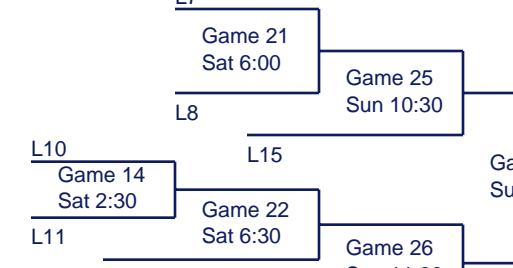 Game 21
Sat 6:00
Game 25
Sun 10:30
L8
L10
L15
Game 14
Sat 2:30
Game 22
Sat 6:30
L11
Game 26